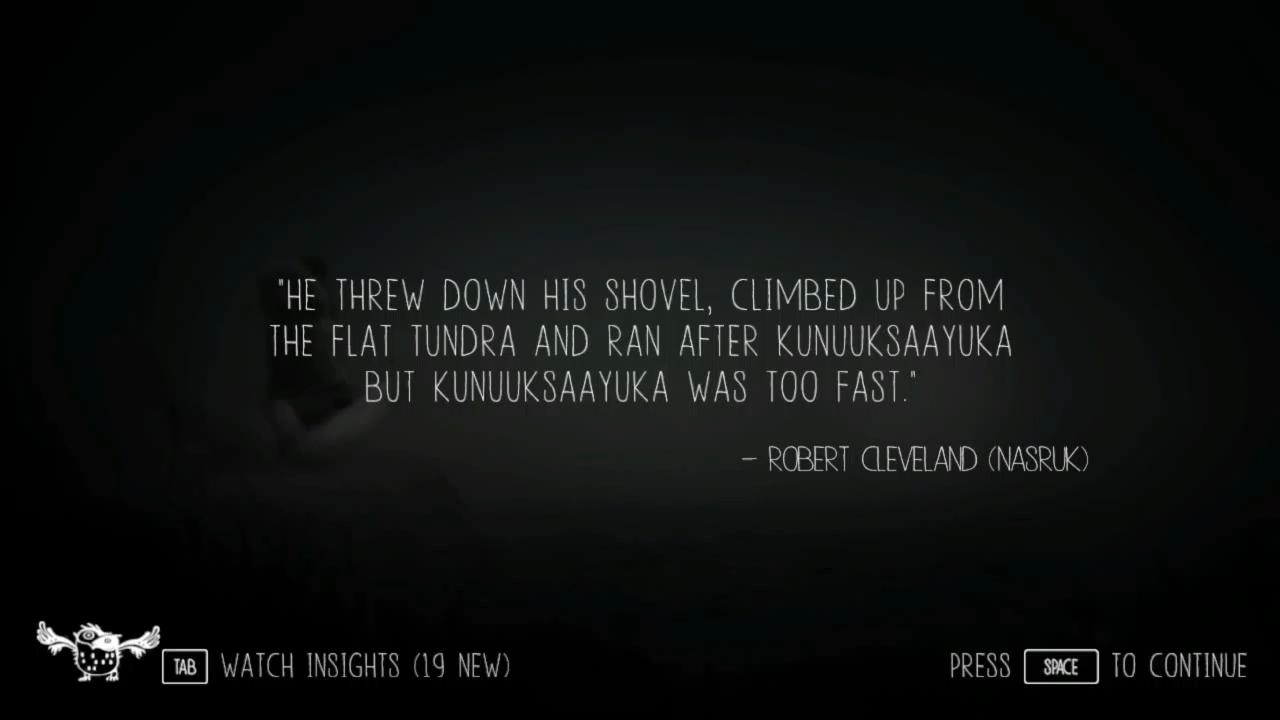 "HE THREW DOWN HIS SHOVEL, CLIMBED UP FROM
THE FLAT TUNDRA AND RAN AFTER KUNUUKSAAYUKA
BUT KUNUUKSAAYUKA WAS TOO FAST."
– ROBERT CLEVELAND (NASRUK)
TAB WATCH INSIGHTS (19 NEW)
PRESS SPACE TO CONTINUE